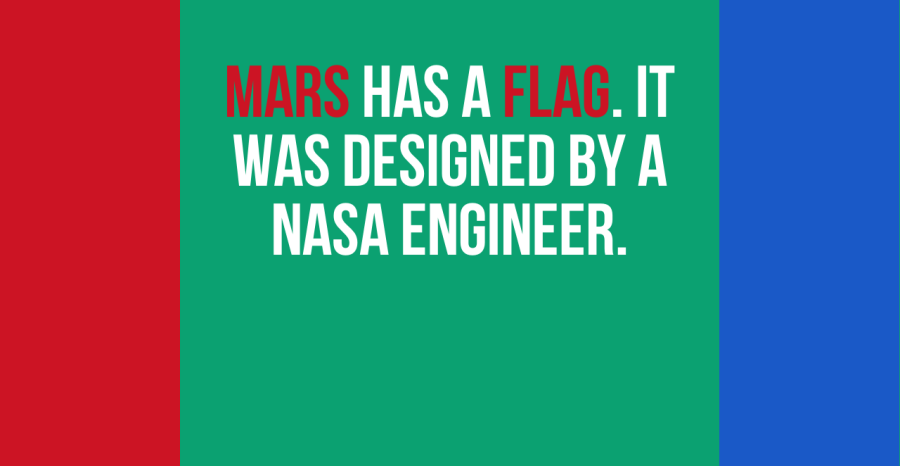 MARS HAS A FLAG. IT
WAS DESIGNED BY A
NASA ENGINEER.